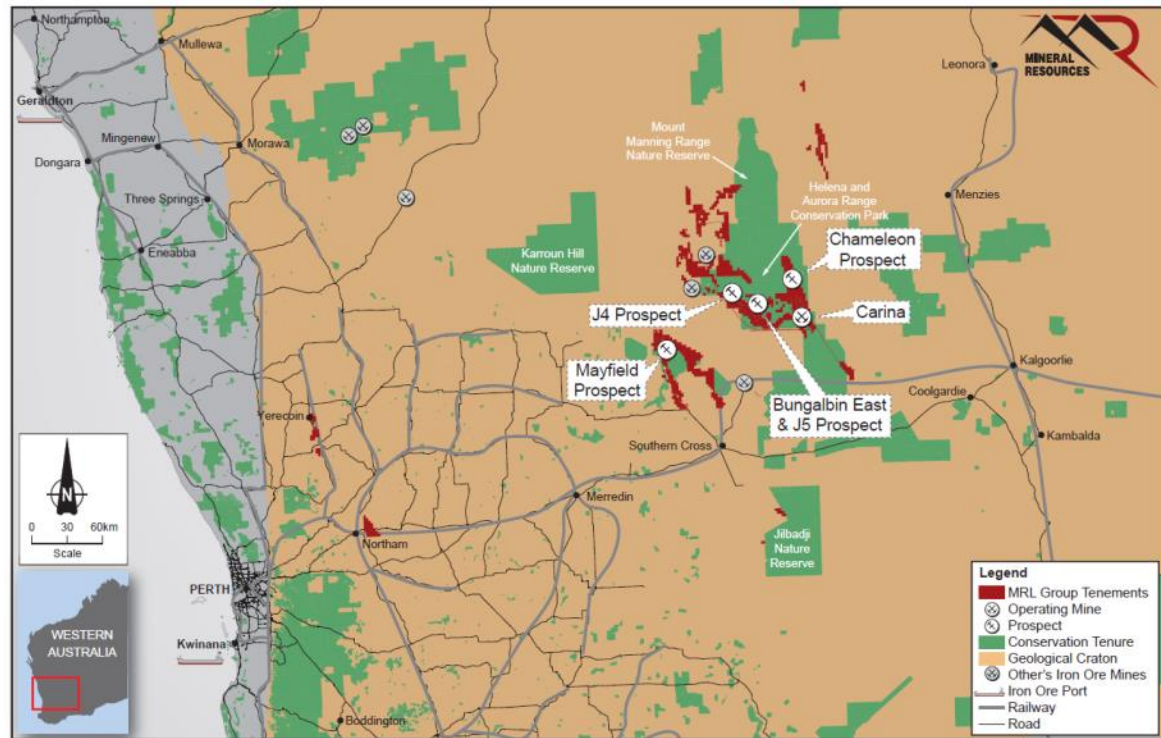 Northampton
Mullewa
Geraldton
Mingenew
Morawa
Dongara
Three Springs
Eneabba
Karroun Hill
Nature Reserve
Mount
Manning Range
Nature Reserve
Helena and
Aurora Range
Conservation Park
MINERAL
RESOURCES
Leonora
Menzies
Chameleon
Prospect
J4 Prospect
Carina
Mayfield
Prospect
Bungalbin East
& J5 Prospect
Kalgoorlie
Coolgardie
Kambalda
Yerecoin
Southern Cross
Merredin
Northam
Jilbadji
Nature
Reserve
PERTH
Kwinana
Boddington
N
0 30 60km
Scale
WESTERN
AUSTRALIA
Legend
MRL Group Tenements
Operating Mine
Prospect
Conservation Tenure
Geological Craton
Other's Iron Ore Mines
Iron Ore Port
Railway
Road